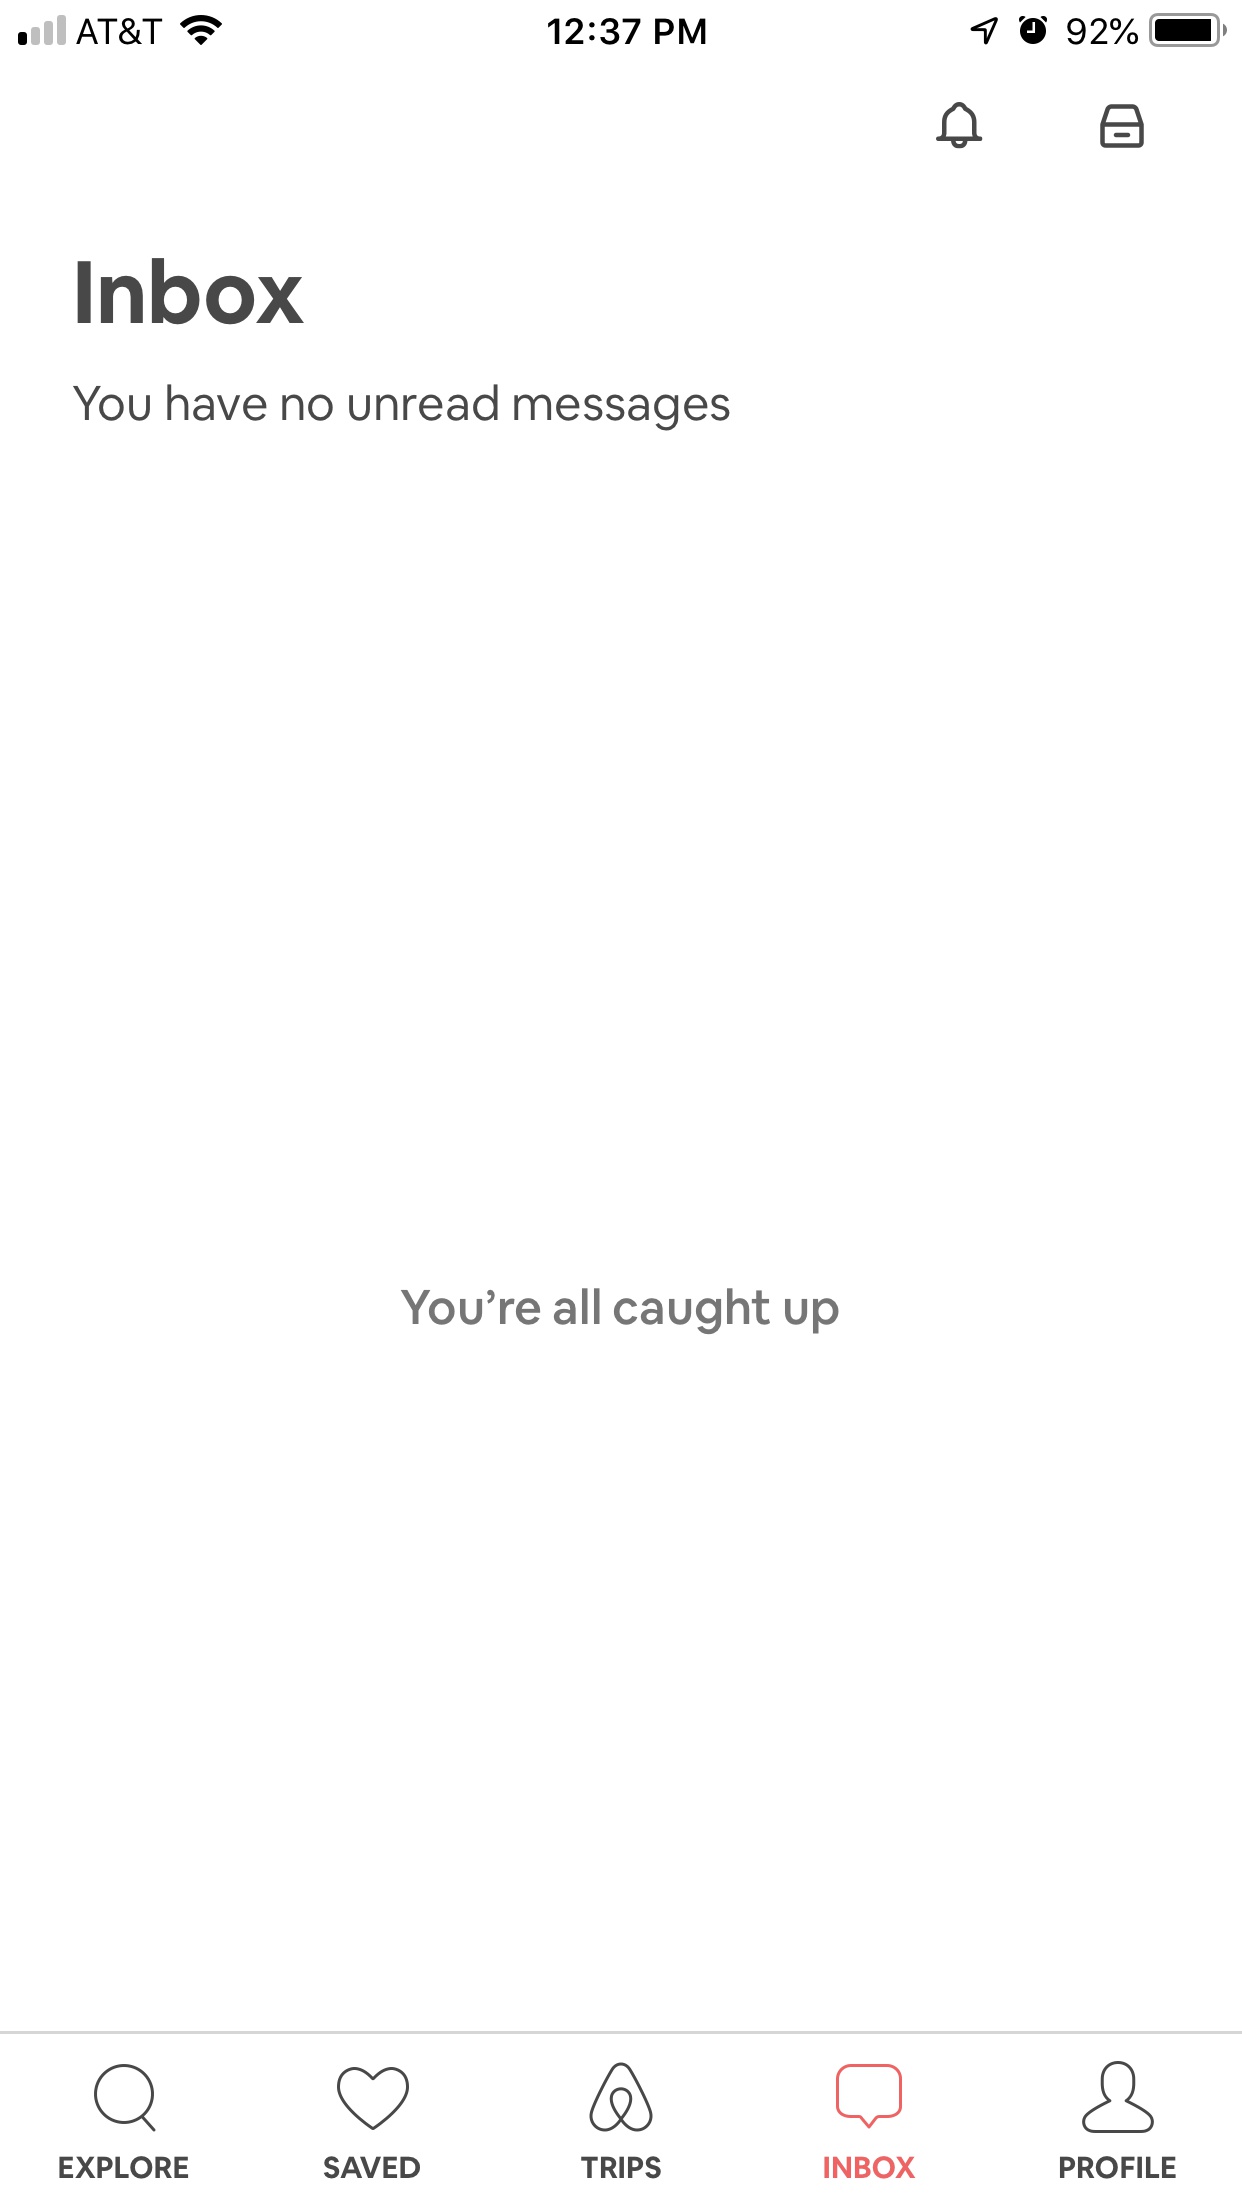 AT&T 12:37 PM 92%
Inbox
You have no unread messages
You’re all caught up
EXPLORE SAVED TRIPS INBOX PROFILE